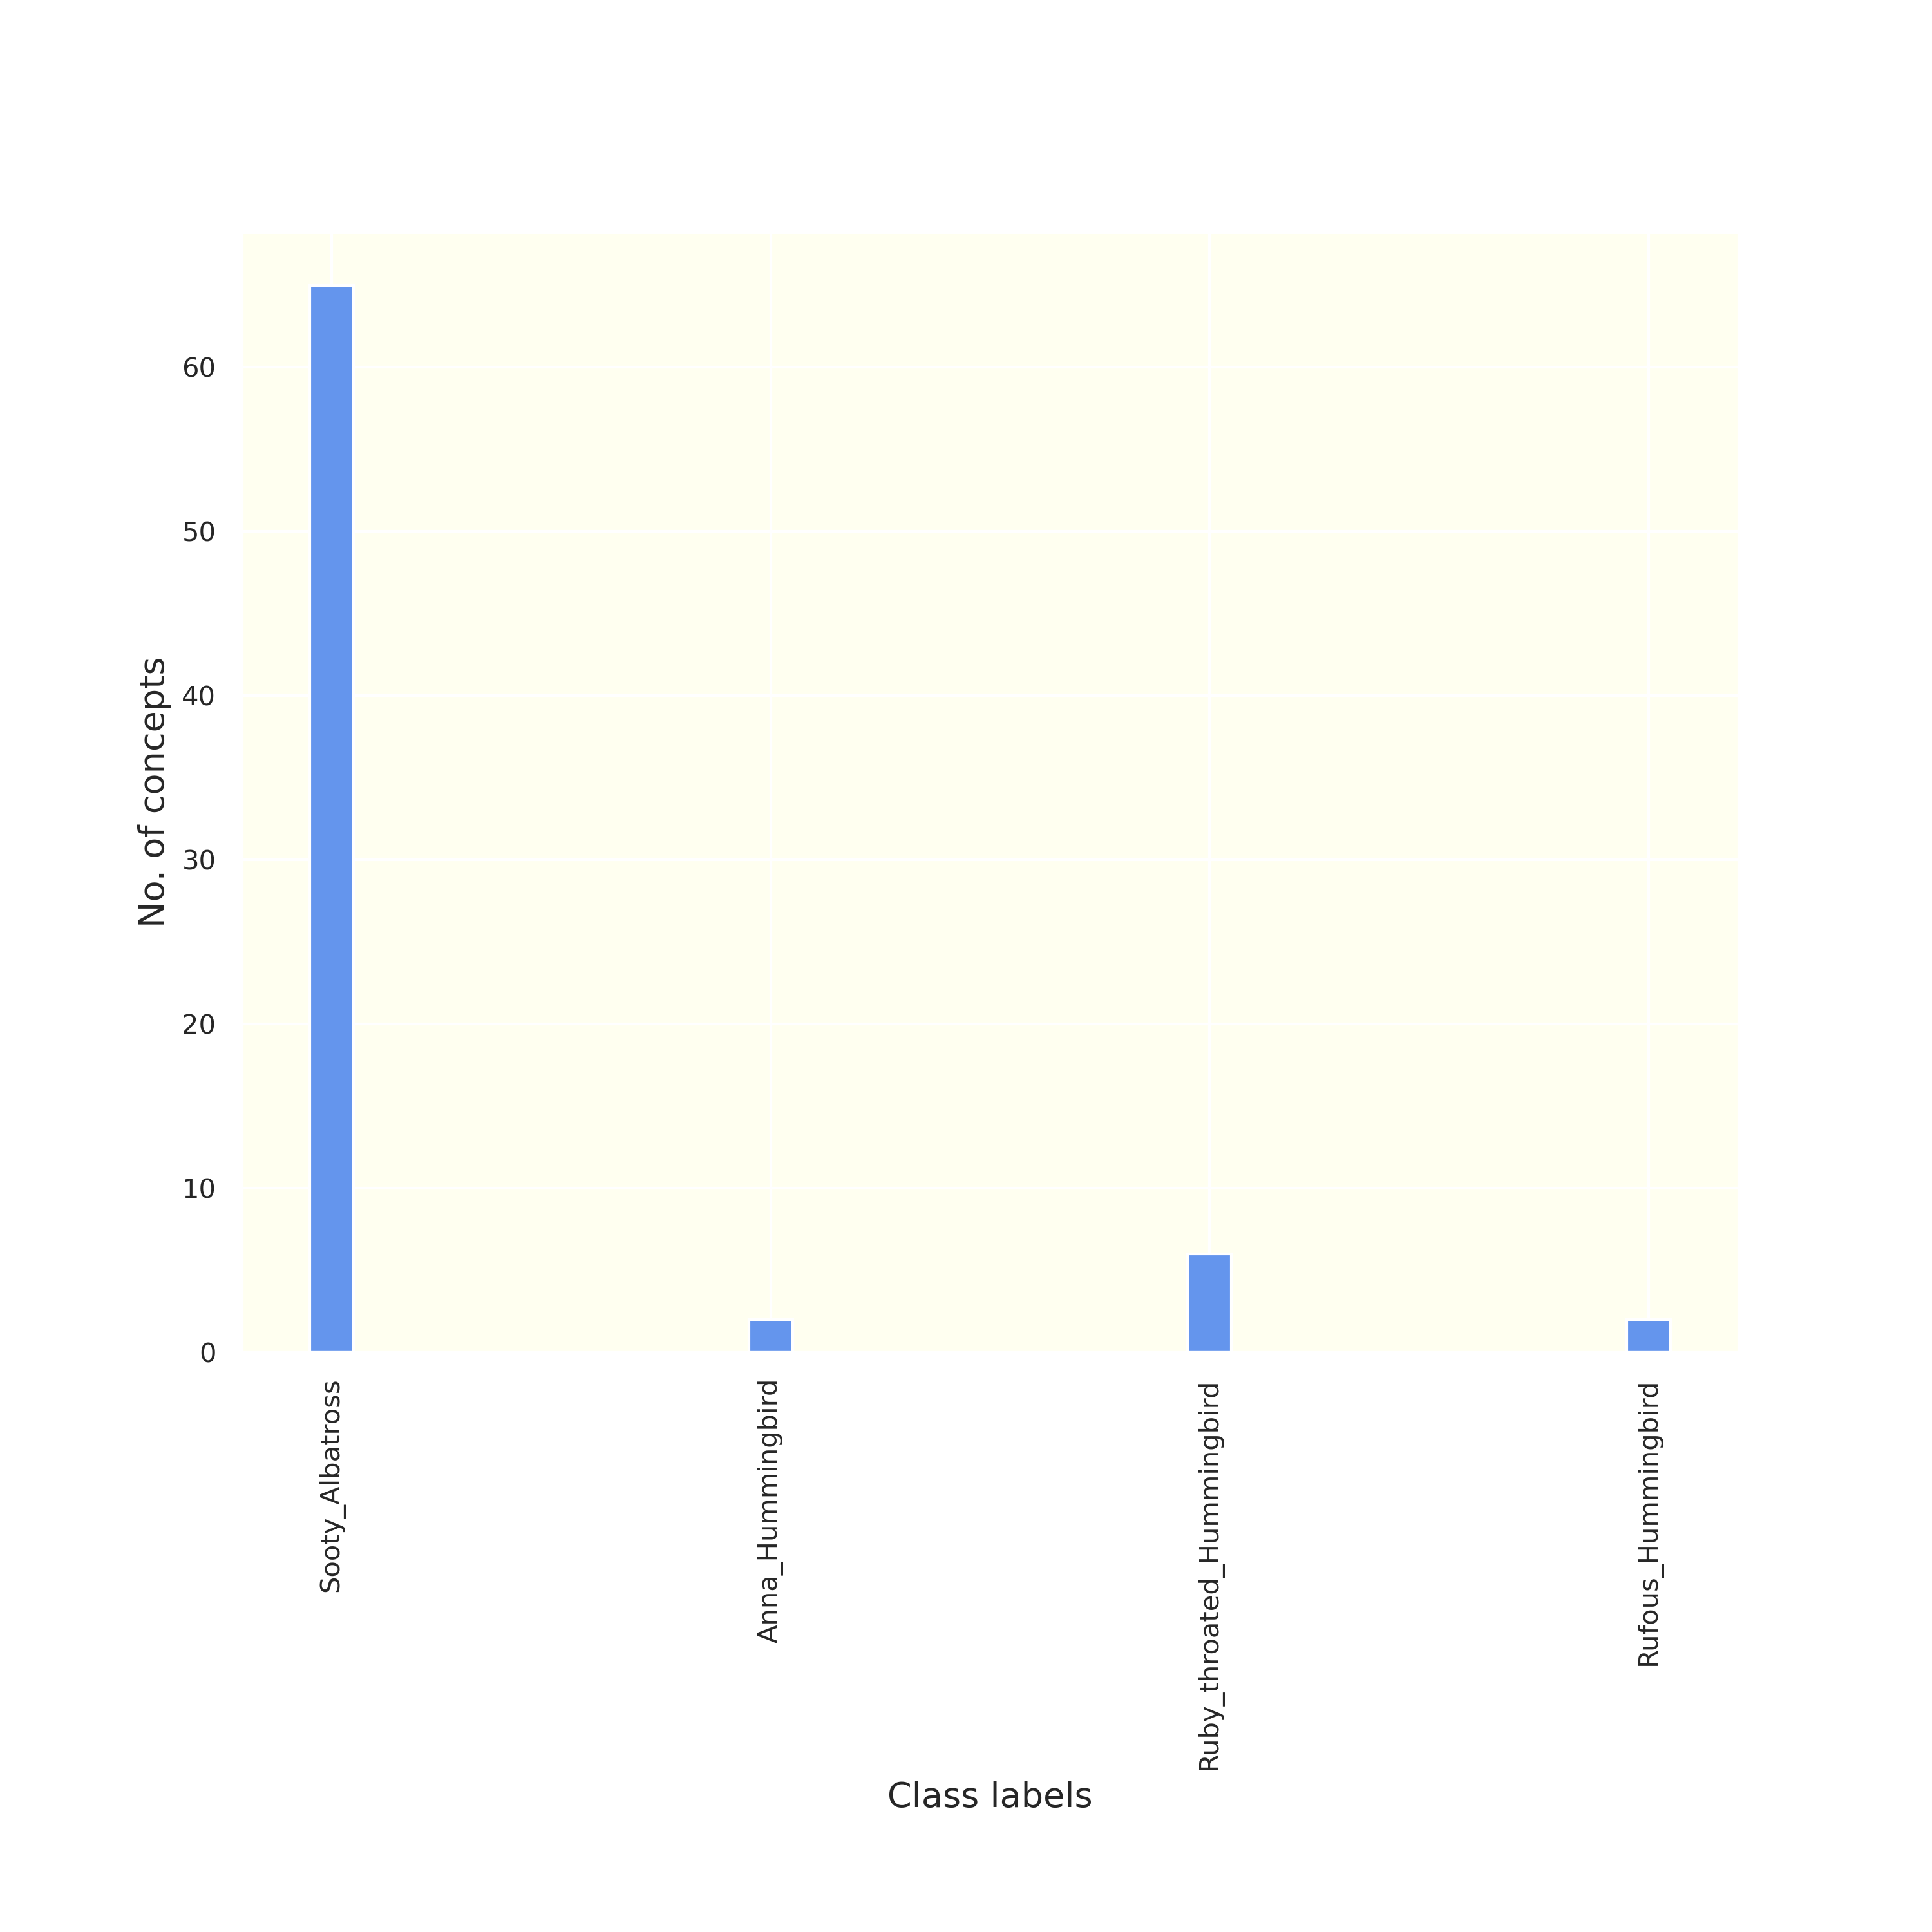 60
50
40
30
20
10
0
No. of concepts
Sooty_Albatross
Anna_Hummingbird
Ruby_throated_Hummingbird
Rufous_Hummingbird
Class labels